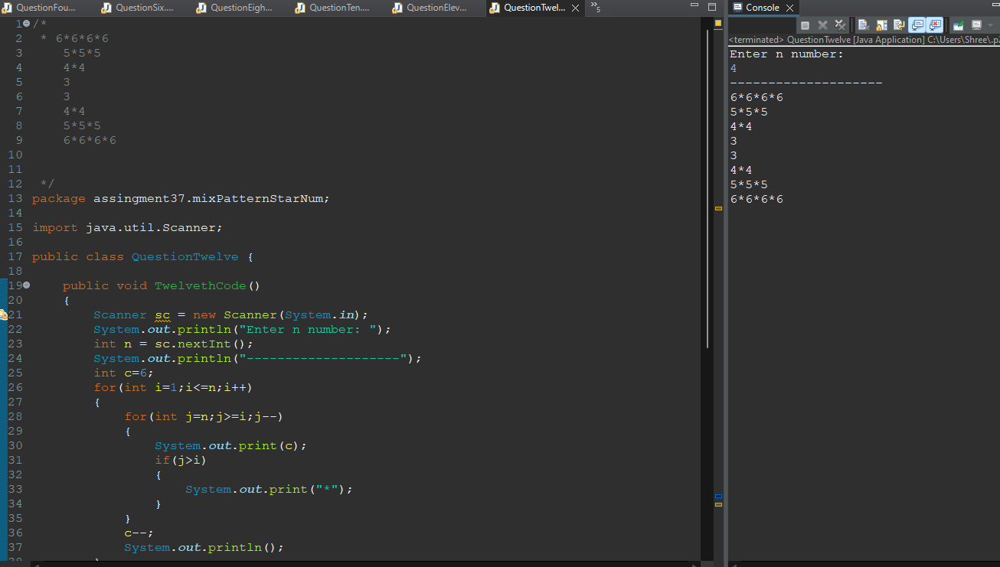 QuestionFou... QuestionSix.... QuestionEigh... QuestionTen.... QuestionElev... QuestionTwel... 5
1 /*
2  * 6*6*6*6
3    5*5*5
4    4*4
5    3
6    3
7    4*4
8    5*5*5
9    6*6*6*6
10
11
12  */
13 package assingment37.mixPatternStarNum;
14
15 import java.util.Scanner;
16
17 public class QuestionTwelve {
18
19     public void TwelvethCode()
20     {
21         Scanner sc = new Scanner(System.in);
22         System.out.println("Enter n number: ");
23         int n = sc.nextInt();
24         System.out.println("--------------------");
25         int c=6;
26         for(int i=1;i<=n;i++)
27         {
28             for(int j=n;j>=i;j--)
29             {
30                 System.out.print(c);
31                 if(j>i)
32                 {
33                     System.out.print("*");
34                 }
35             }
36             c--;
37             System.out.println();
Console
<terminated> QuestionTwelve [Java Application] C:\Users\Shree\.p2
Enter n number:
4
--------------------
6*6*6*6
5*5*5
4*4
3
3
4*4
5*5*5
6*6*6*6